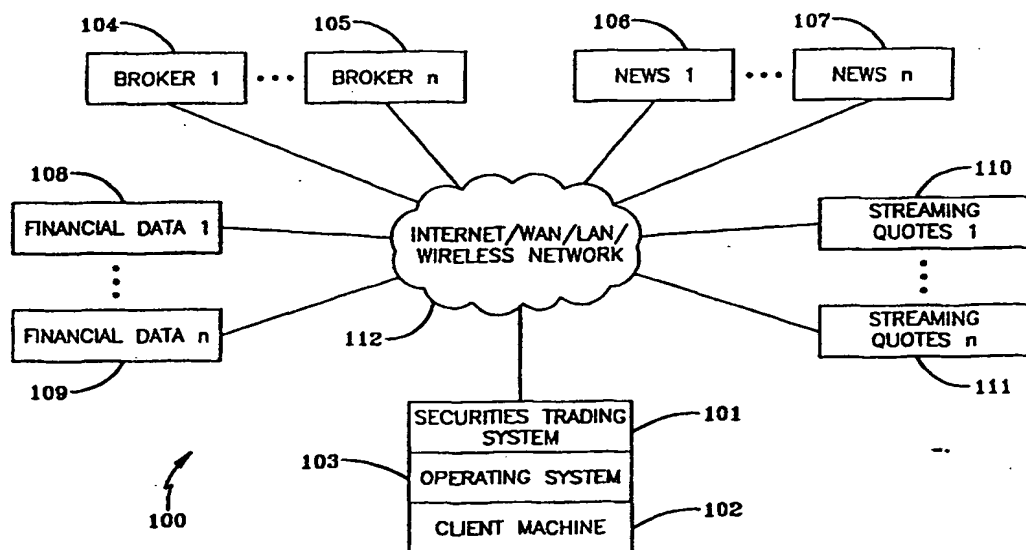 104
105
106
107
BROKER 1
BROKER n
NEWS 1
NEWS n
108
110
FINANCIAL DATA 1
INTERNET/WAN/LAN/
WIRELESS NETWORK
STREAMING
QUOTES 1
FINANCIAL DATA n
112
STREAMING
QUOTES n
109
111
SECURITIES TRADING
SYSTEM
101
103
OPERATING SYSTEM
100
CLIENT MACHINE
102